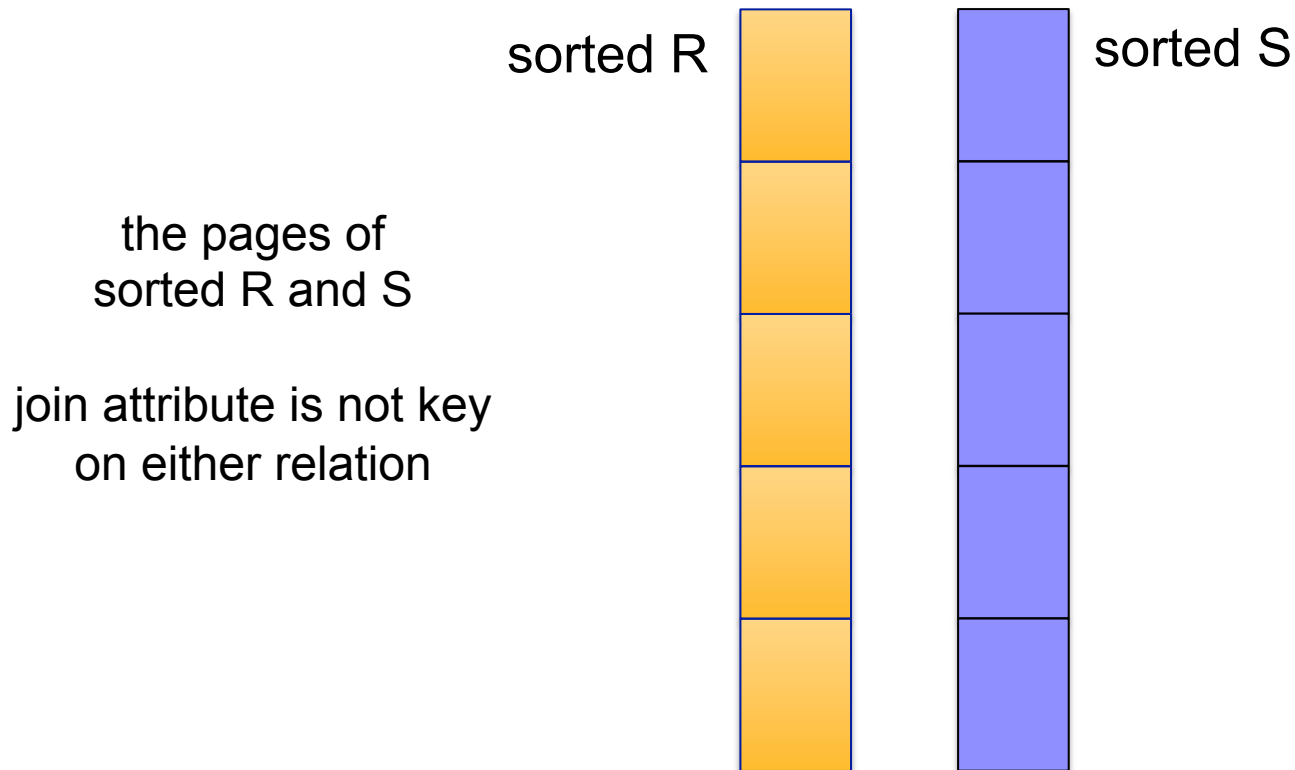 sorted R
sorted S
the pages of
sorted R and S
join attribute is not key
on either relation